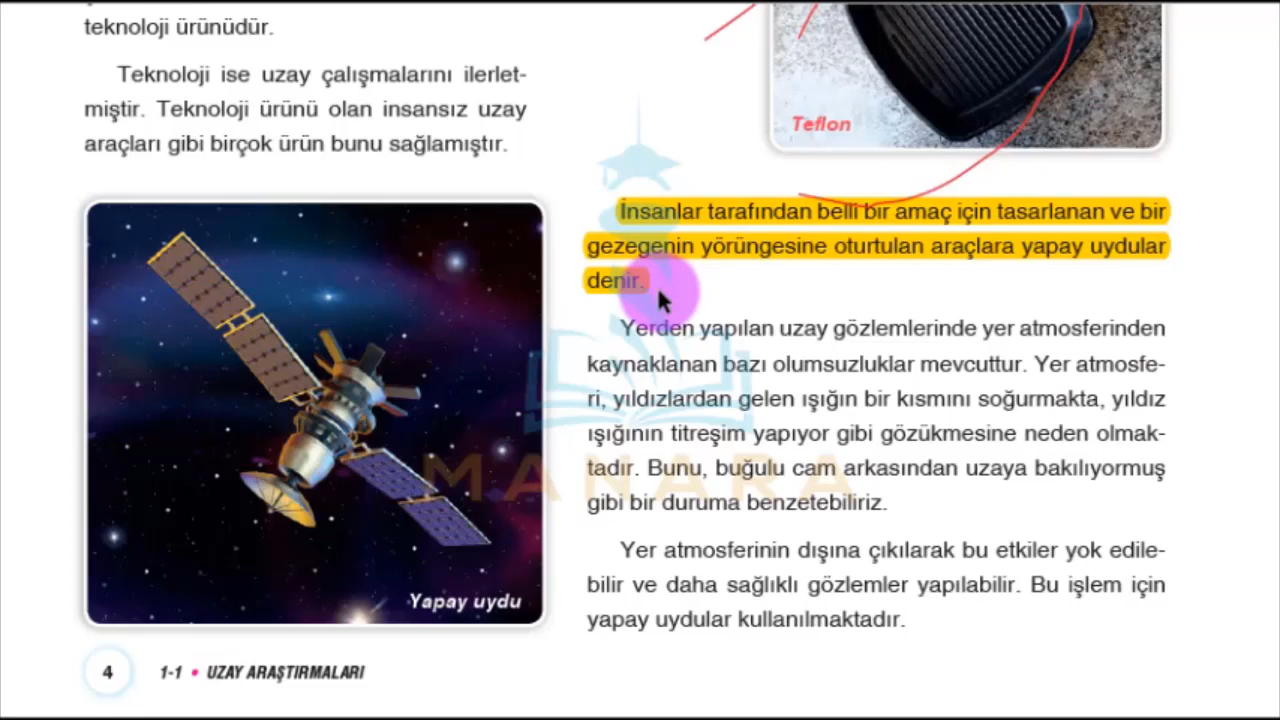 teknoloji ürünüdür.
Teknoloji ise uzay çalışmalarını ilerlet-
miştir. Teknoloji ürünü olan insansız uzay
araçları gibi birçok ürün bunu sağlamıştır.
Teflon
İnsanlar tarafından belli bir amaç için tasarlanan ve bir
gezegenin yörüngesine oturtulan araçlara yapay uydular
denir.
Yerden yapılan uzay gözlemlerinde yer atmosferinden
kaynaklanan bazı olumsuzluklar mevcuttur. Yer atmosfe-
ri, yıldızlardan gelen ışığın bir kısmını soğurmakta, yıldız
ışığının titreşim yapıyor gibi gözükmesine neden olmak-
tadır. Bunu, buğulu cam arkasından uzaya bakılıyormuş
gibi bir duruma benzetebiliriz.
Yer atmosferinin dışına çıkılarak bu etkiler yok edile-
bilir ve daha sağlıklı gözlemler yapılabilir. Bu işlem için
yapay uydular kullanılmaktadır.
Yapay uydu
MANARA
4 1-1 • UZAY ARAŞTIRMALARI